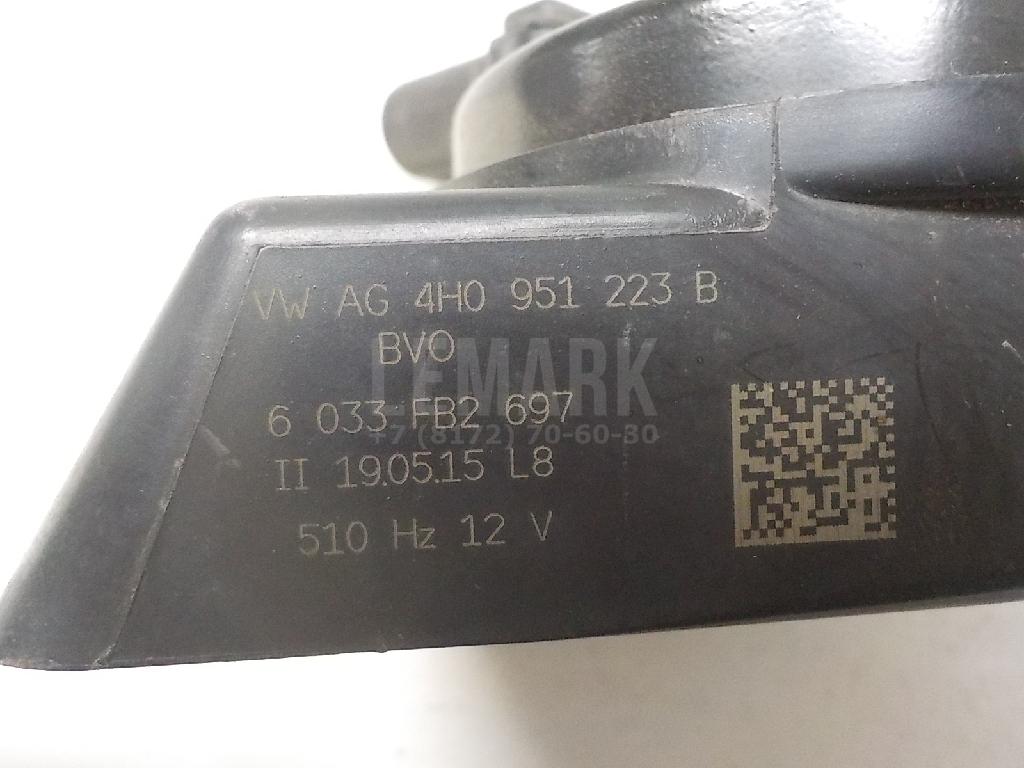 VW AG 4H0 951 223 B
BVO
LEMARK
6 033 FB2 697
+7 (8172) 70-60-30
II 19.05.15 L8
510 Hz 12 V